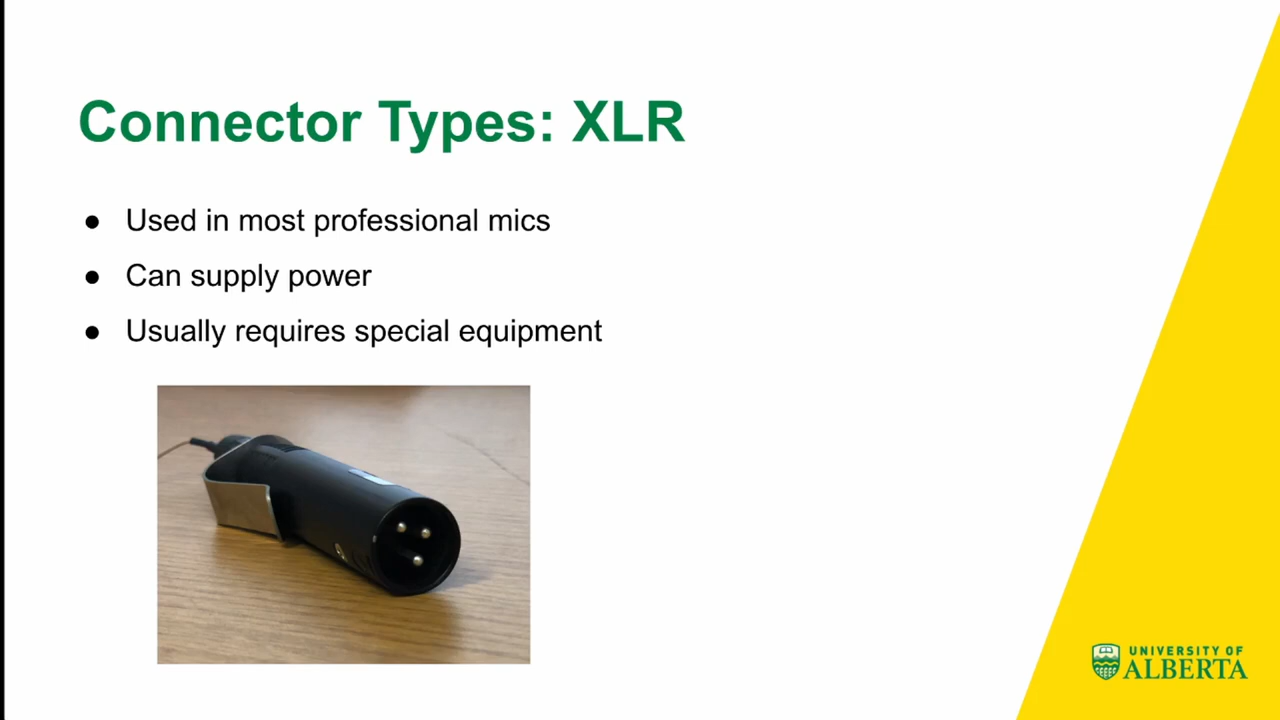 Connector Types: XLR
● Used in most professional mics
● Can supply power
● Usually requires special equipment
UNIVERSITY OF
ALBERTA